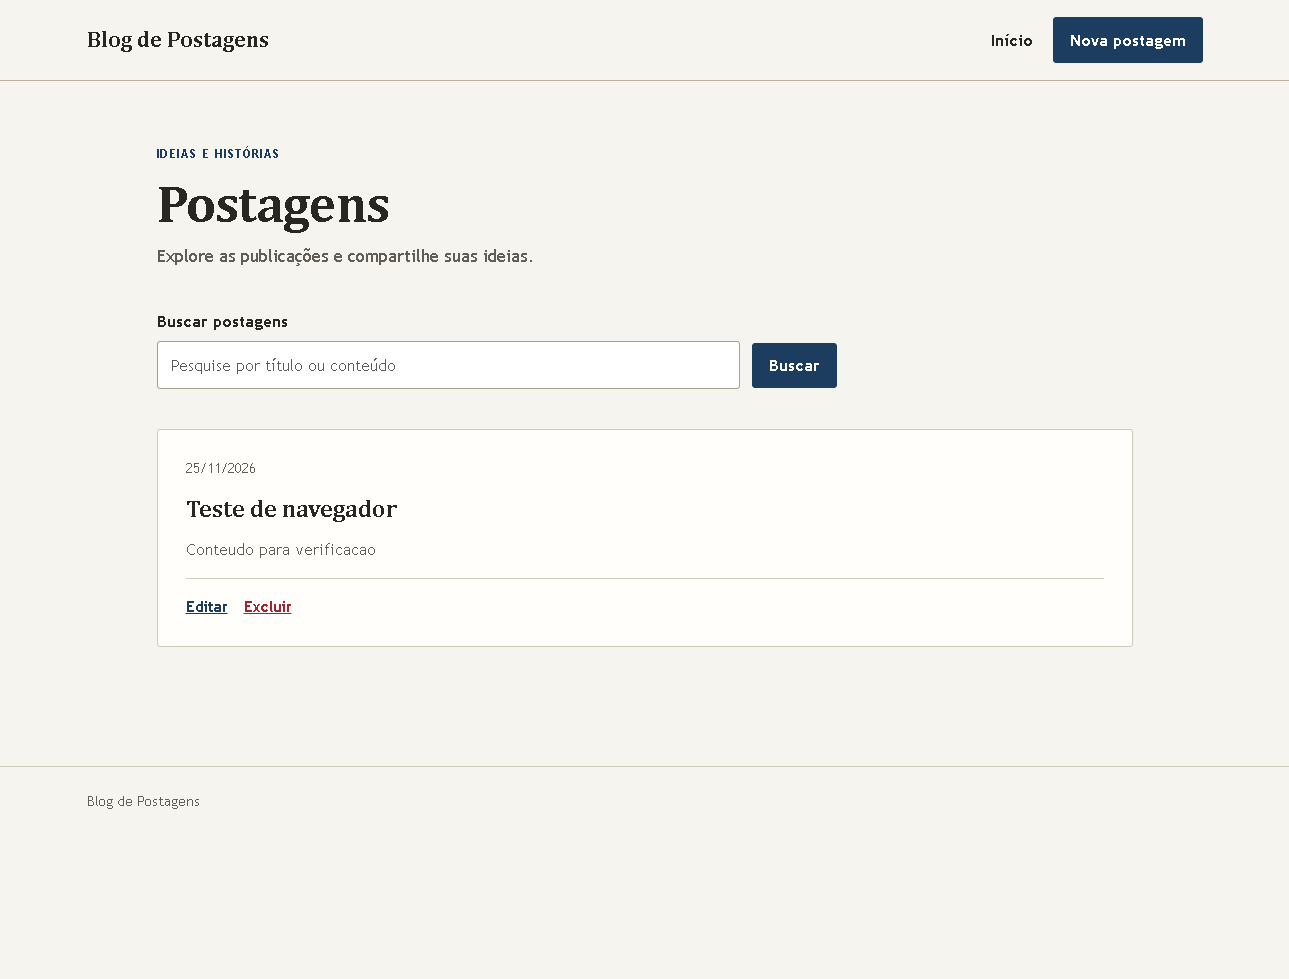 Blog de Postagens
Início
Nova postagem
IDEIAS E HISTÓRIAS
Postagens
Explore as publicações e compartilhe suas ideias.
Buscar postagens
Pesquise por título ou conteúdo
Buscar
25/11/2026
Teste de navegador
Conteudo para verificacao
Editar
Excluir
Blog de Postagens